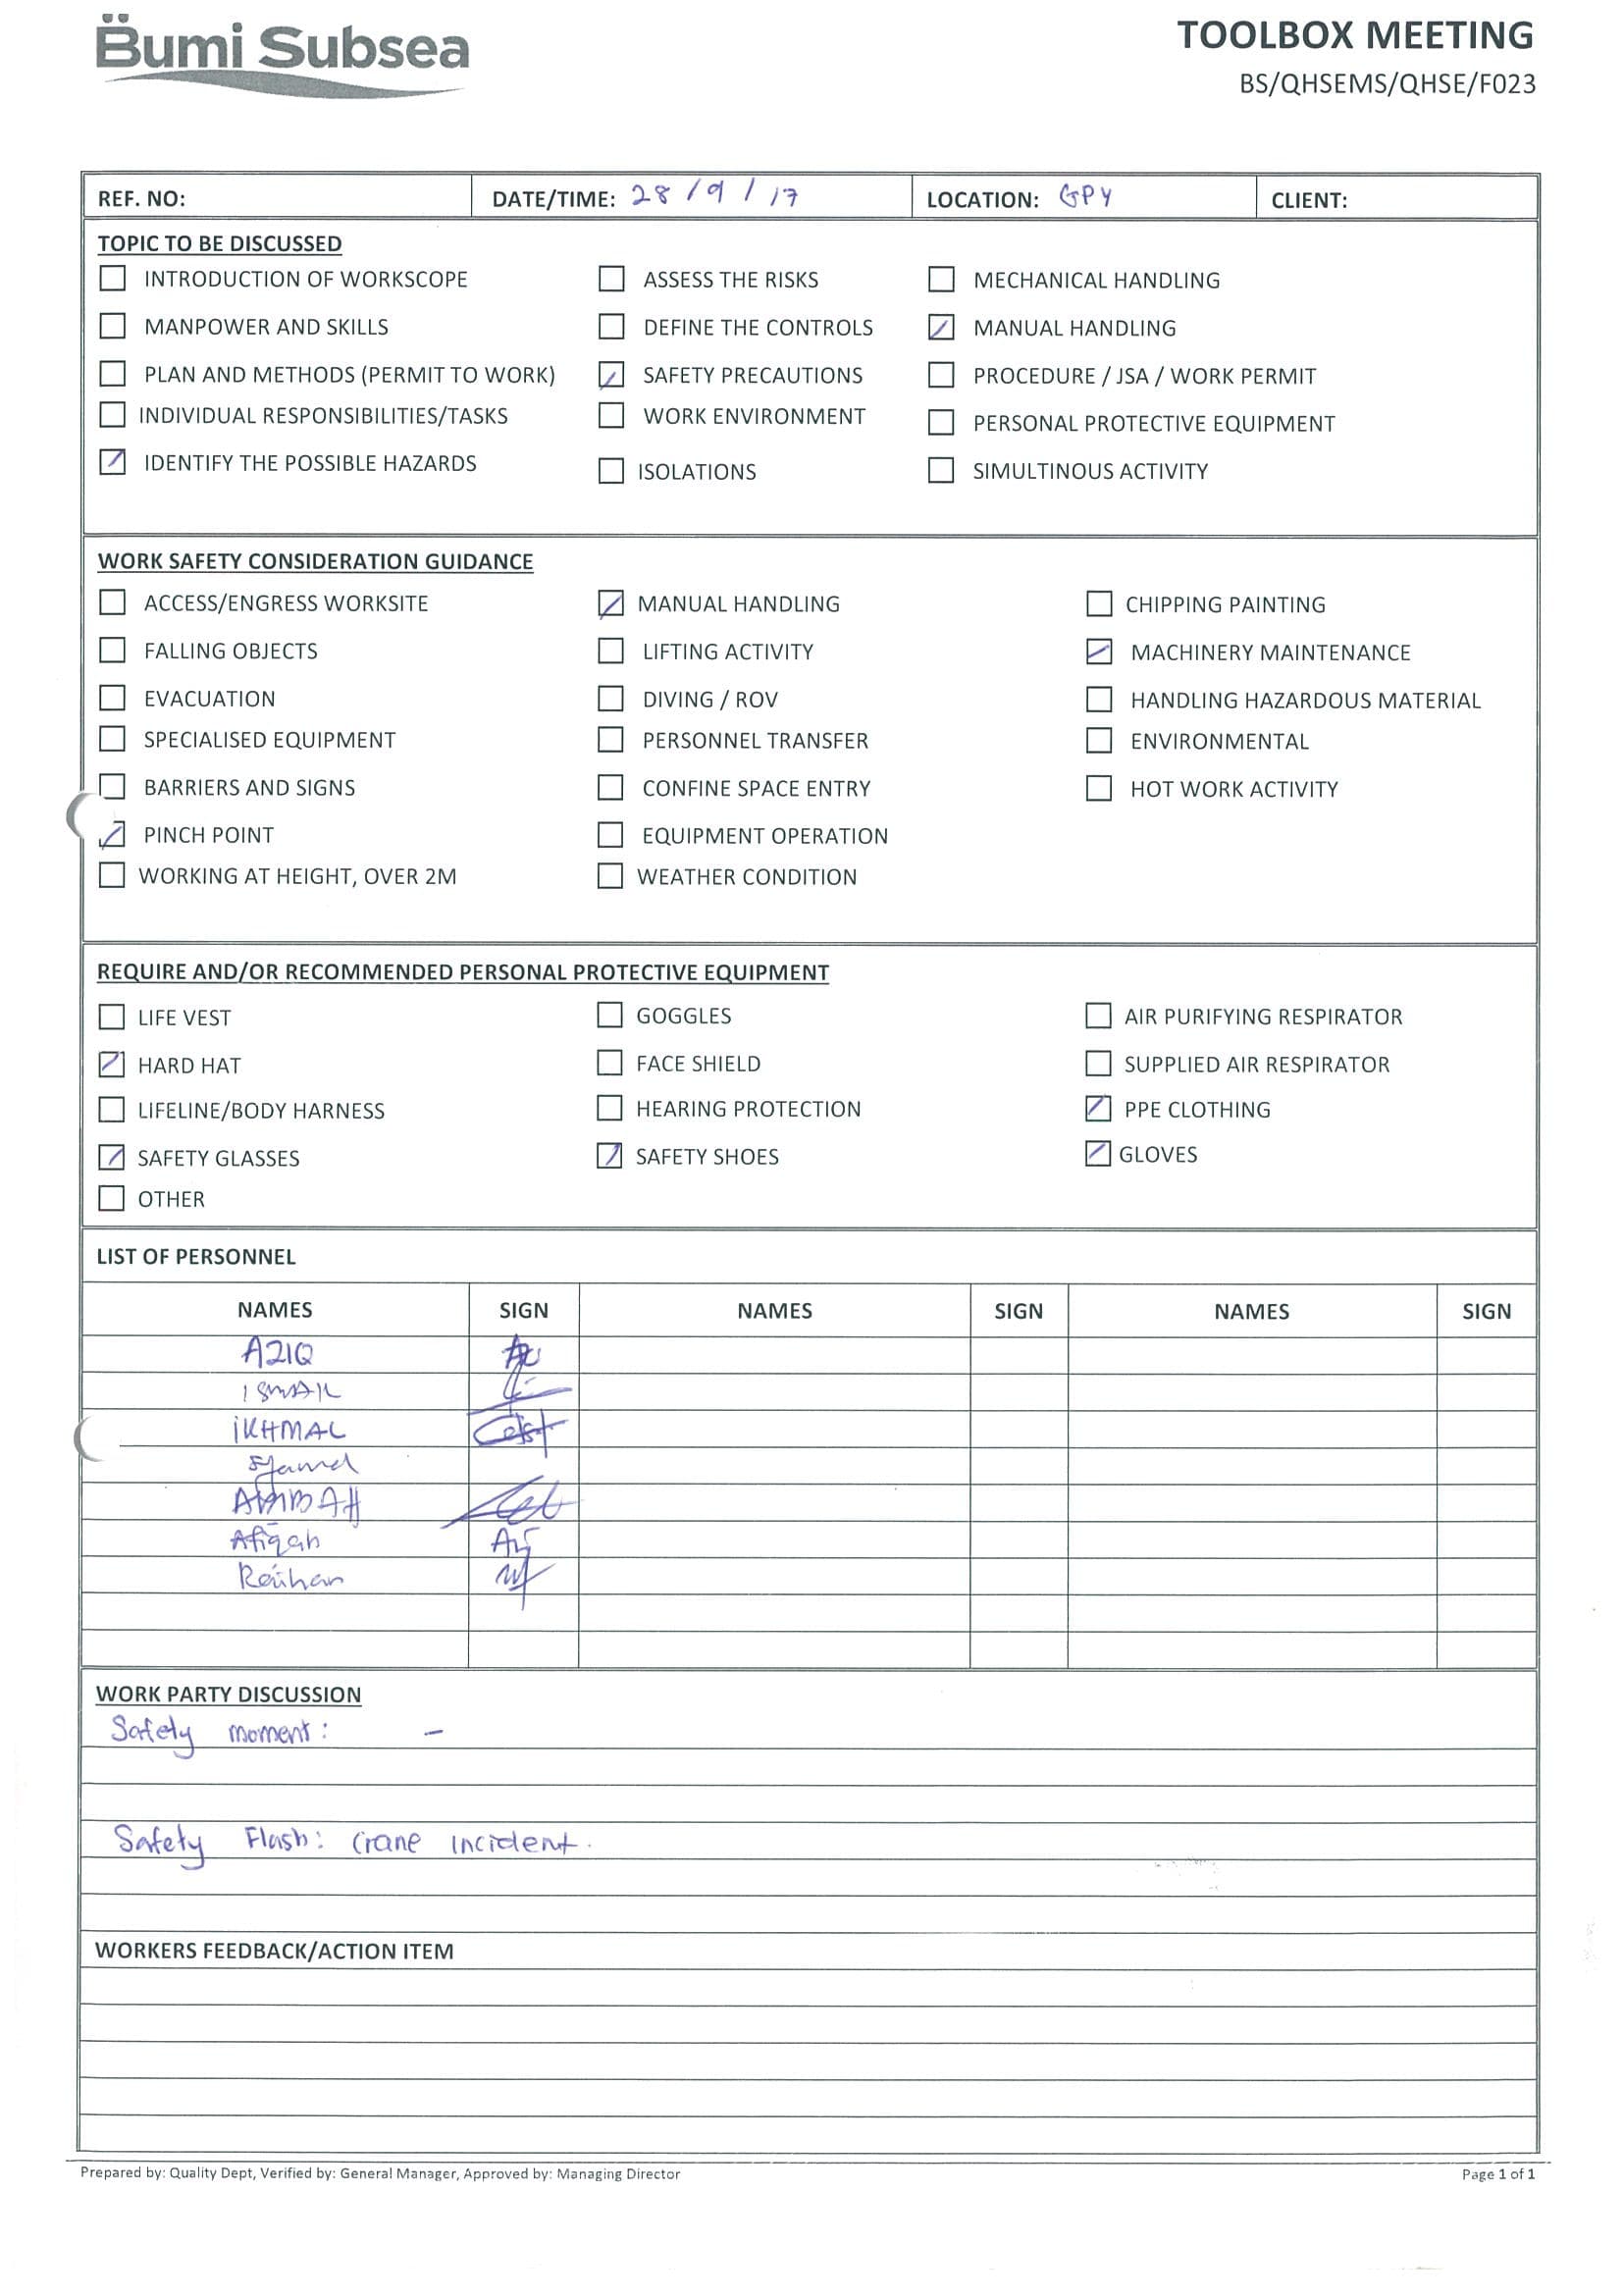 Bumi Subsea
TOOLBOX MEETING
BS/QHSEMS/QHSE/F023
REF. NO: DATE/TIME: 28/9/17 LOCATION: GPY CLIENT:
TOPIC TO BE DISCUSSED
INTRODUCTION OF WORKSCOPE ASSESS THE RISKS MECHANICAL HANDLING
MANPOWER AND SKILLS DEFINE THE CONTROLS MANUAL HANDLING
PLAN AND METHODS (PERMIT TO WORK) SAFETY PRECAUTIONS PROCEDURE / JSA / WORK PERMIT
INDIVIDUAL RESPONSIBILITIES/TASKS WORK ENVIRONMENT PERSONAL PROTECTIVE EQUIPMENT
IDENTIFY THE POSSIBLE HAZARDS ISOLATIONS SIMULTINOUS ACTIVITY
WORK SAFETY CONSIDERATION GUIDANCE
ACCESS/ENGRESS WORKSITE MANUAL HANDLING CHIPPING PAINTING
FALLING OBJECTS LIFTING ACTIVITY MACHINERY MAINTENANCE
EVACUATION DIVING / ROV HANDLING HAZARDOUS MATERIAL
SPECIALISED EQUIPMENT PERSONNEL TRANSFER ENVIRONMENTAL
BARRIERS AND SIGNS CONFINE SPACE ENTRY HOT WORK ACTIVITY
PINCH POINT EQUIPMENT OPERATION
WORKING AT HEIGHT, OVER 2M WEATHER CONDITION
REQUIRE AND/OR RECOMMENDED PERSONAL PROTECTIVE EQUIPMENT
LIFE VEST GOGGLES AIR PURIFYING RESPIRATOR
HARD HAT FACE SHIELD SUPPLIED AIR RESPIRATOR
LIFELINE/BODY HARNESS HEARING PROTECTION PPE CLOTHING
SAFETY GLASSES SAFETY SHOES GLOVES
OTHER
LIST OF PERSONNEL
NAMES SIGN NAMES SIGN NAMES SIGN
AZIQ
ISMAIL
IKHMAL
Afiqah
Raihan
WORK PARTY DISCUSSION
Safety moment: –
Safety Flash: Crane incident.
WORKERS FEEDBACK/ACTION ITEM
Prepared by: Quality Dept, Verified by: General Manager, Approved by: Managing Director Page 1 of 1